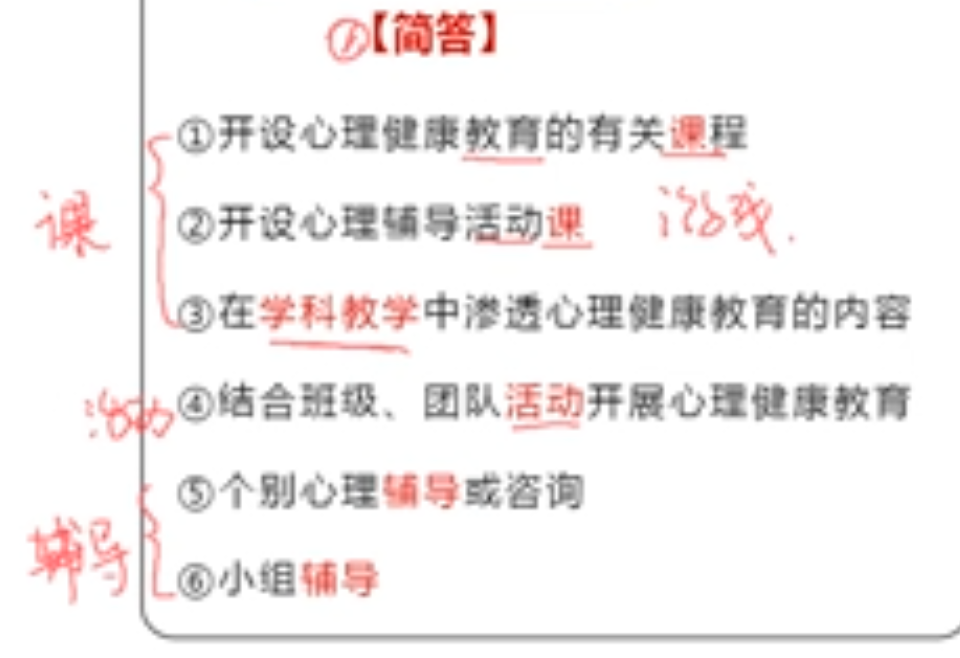 【简答】
①开设心理健康教育的有关课程
课
②开设心理辅导活动课 游戏.
③在学科教学中渗透心理健康教育的内容
活动
④结合班级、团队活动开展心理健康教育
⑤个别心理辅导或咨询
辅导
⑥小组辅导